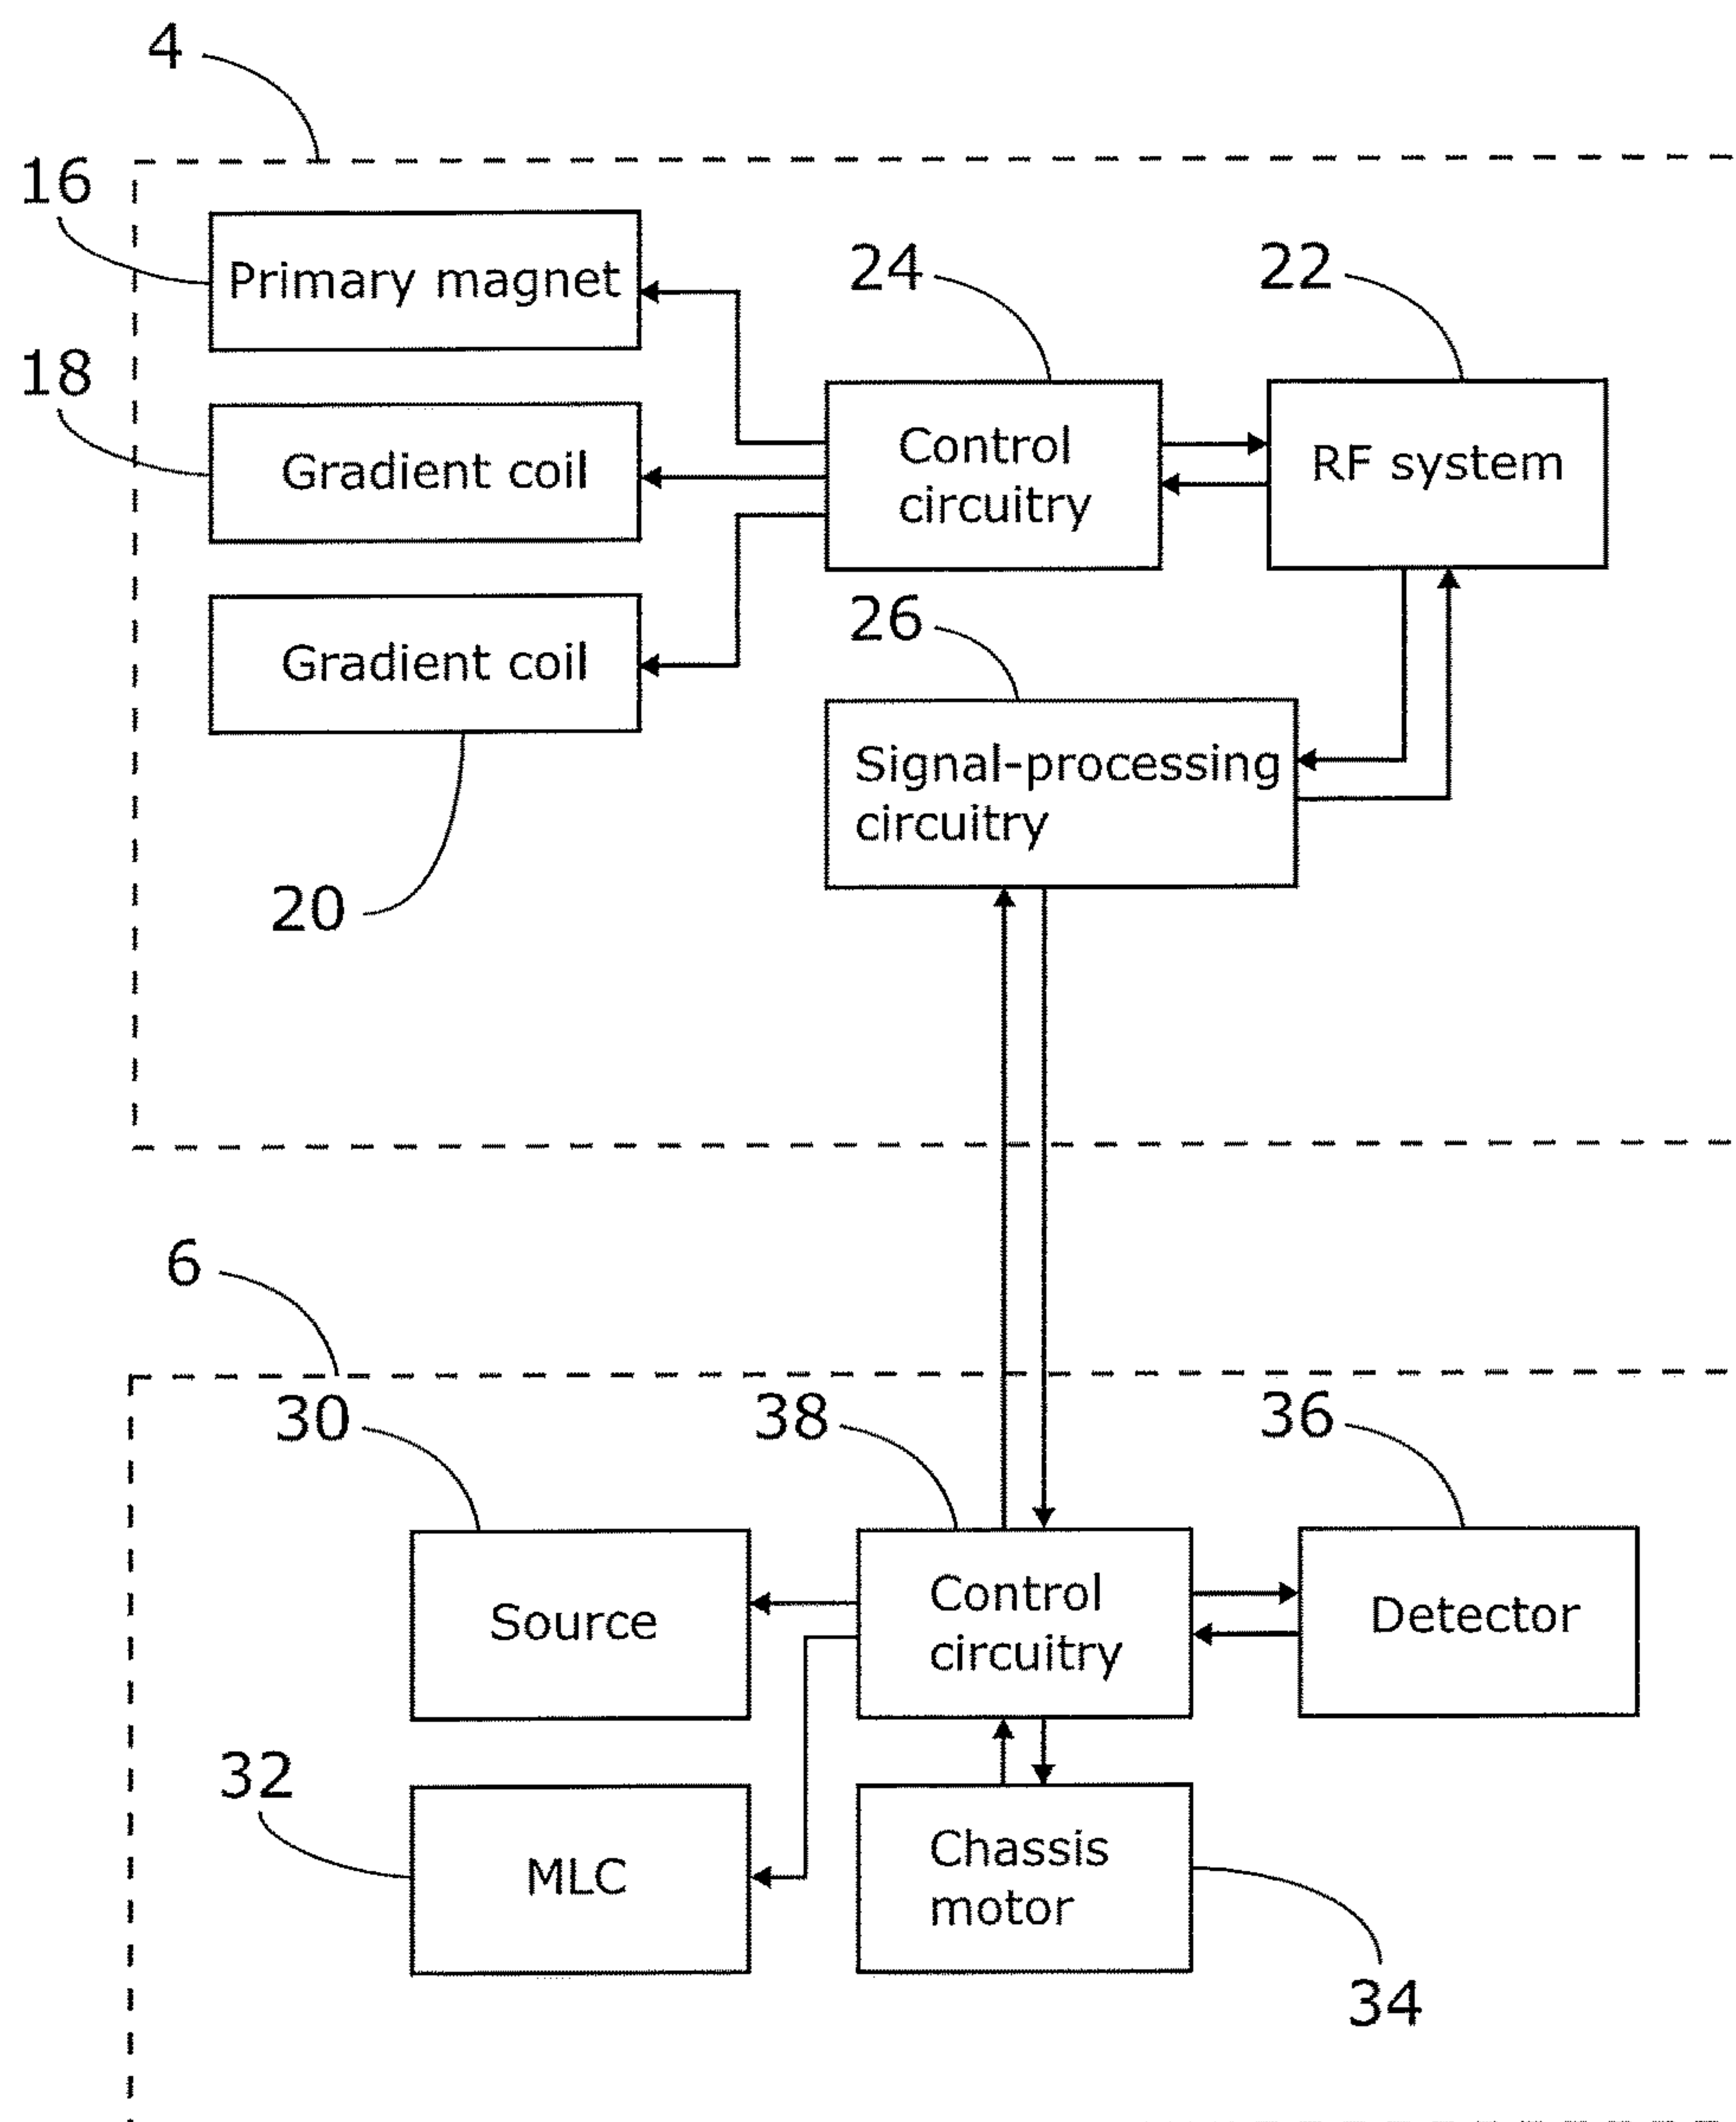 4
16
Primary magnet
24
22
18
Gradient coil
Control
circuitry
RF system
26
Gradient coil
Signal-processing
circuitry
20
6
30
38
36
Source
Control
circuitry
Detector
32
MLC
Chassis
motor
34